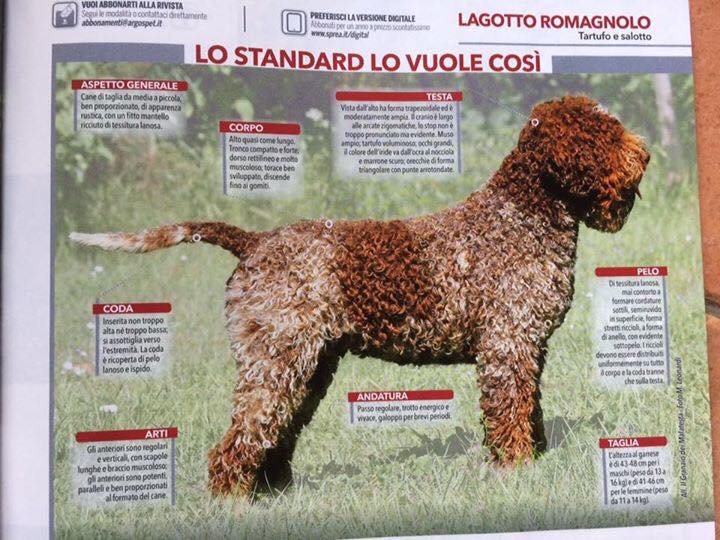 VUOI ABBONARTI ALLA RIVISTA
Segui le modalità o contattaci direttamente
abbonamenti@argospet.it
PREFERISCI LA VERSIONE DIGITALE
Abbonati per un anno a prezzo scontatissimo
www.sprea.it/digital
LAGOTTO ROMAGNOLO
Tartufo e salotto
LO STANDARD LO VUOLE COSÌ
ASPETTO GENERALE
Cane di taglia da media a piccola,
ben proporzionato, di apparenza
rustica, con un fitto mantello
ricciuto di tessitura lanosa.
CORPO
Alto quasi come lungo.
Tronco compatto e forte,
dorso rettilineo e molto
muscoloso; torace ben
sviluppato, discende
fino ai gomiti.
TESTA
Vista dall'alto ha forma trapezoidale ed è
moderatamente ampia. Il cranio è largo
alle arcate zigomatiche, lo stop non è
troppo pronunciato ma evidente. Muso
ampio; tartufo voluminoso; occhi grandi,
il colore dell'iride va dall'ocra al nocciola
e marrone scuro; orecchie di forma
triangolare con punte arrotondate.
PELO
Di tessitura lanosa,
mai contorto a
formare cordature
sottili, semiruvido
in superficie, forma
stretti riccioli, a forma
di anello, con evidente
sottopelo. I riccioli
devono essere distribuiti
uniformemente su tutto
il corpo e la coda tranne
che sulla testa.
CODA
Inserita non troppo
alta né troppo bassa;
si assottiglia verso
l'estremità. La coda
è ricoperta di pelo
lanoso e ispido.
ANDATURA
Passo regolare, trotto energico e
vivace, galoppo per brevi periodi.
ARTI
Gli anteriori sono regolari
e verticali, con scapole
lunghe e braccio muscoloso;
gli anteriori sono potenti,
paralleli e ben proporzionati
al formato del cane.
TAGLIA
L'altezza al garrese
è di 43-48 cm per i
maschi (peso da 13 a
16 kg) e di 41-46 cm
per le femmine (peso
da 11 a 14 kg).
All. Il Granaio dei Malatesta - Foto M. Leonardi